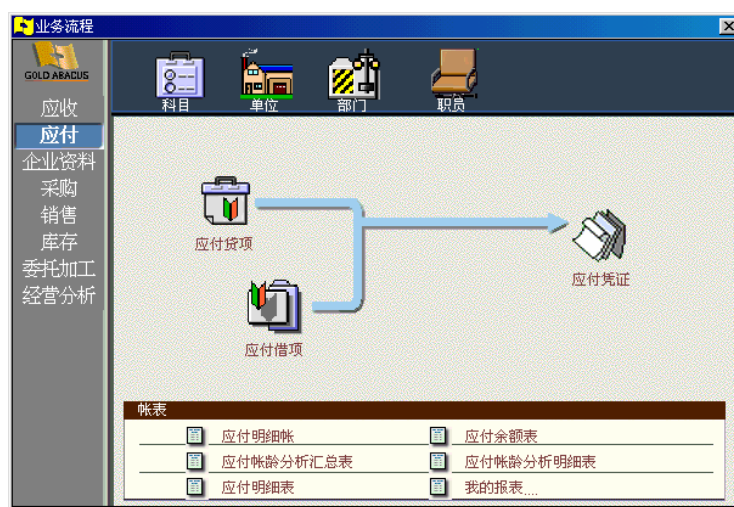 业务流程
GOLD ABACUS
应收
应付
企业资料
采购
销售
库存
委托加工
经营分析
科目
单位
部门
职员
应付贷项
应付凭证
应付借项
帐表
应付明细帐
应付余额表
应付帐龄分析汇总表
应付帐龄分析明细表
应付明细表
我的报表....